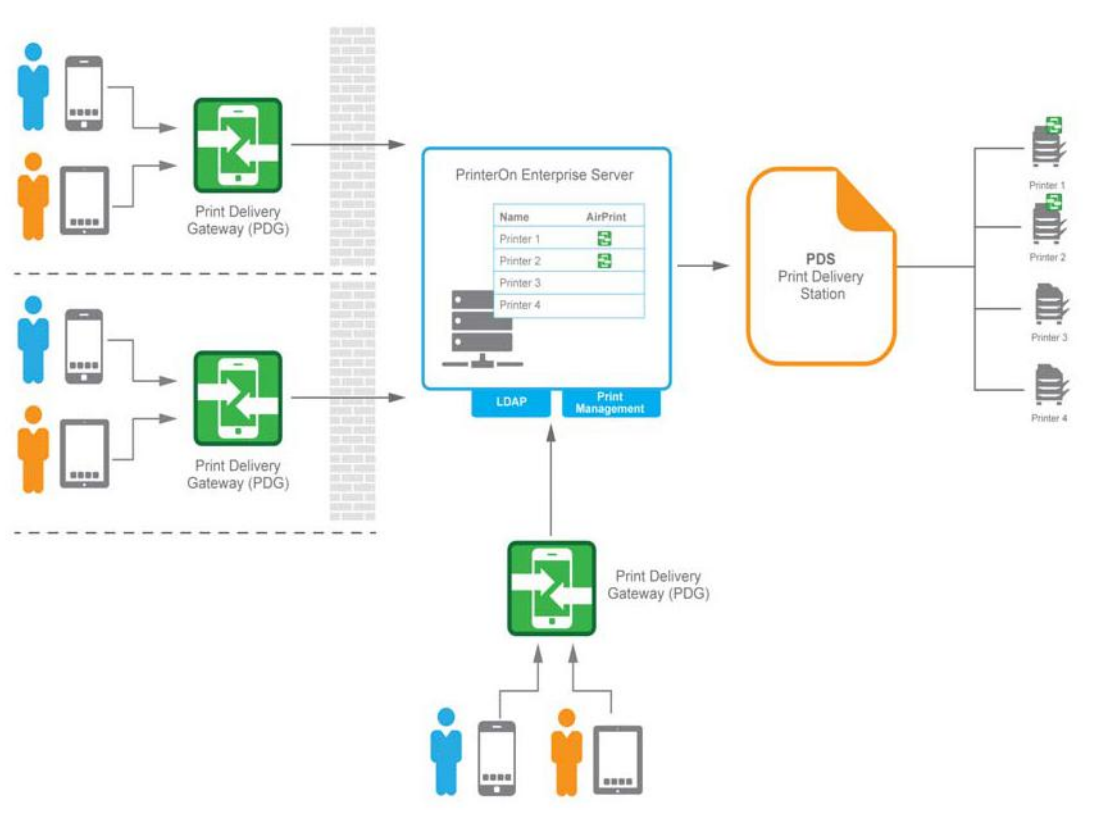 Print Delivery
Gateway (PDG)
Print Delivery
Gateway (PDG)
PrinterOn Enterprise Server
Name AirPrint
Printer 1
Printer 2
Printer 3
Printer 4
LDAP
Print
Management
PDS
Print Delivery
Station
Printer 1
Printer 2
Printer 3
Printer 4
Print Delivery
Gateway (PDG)